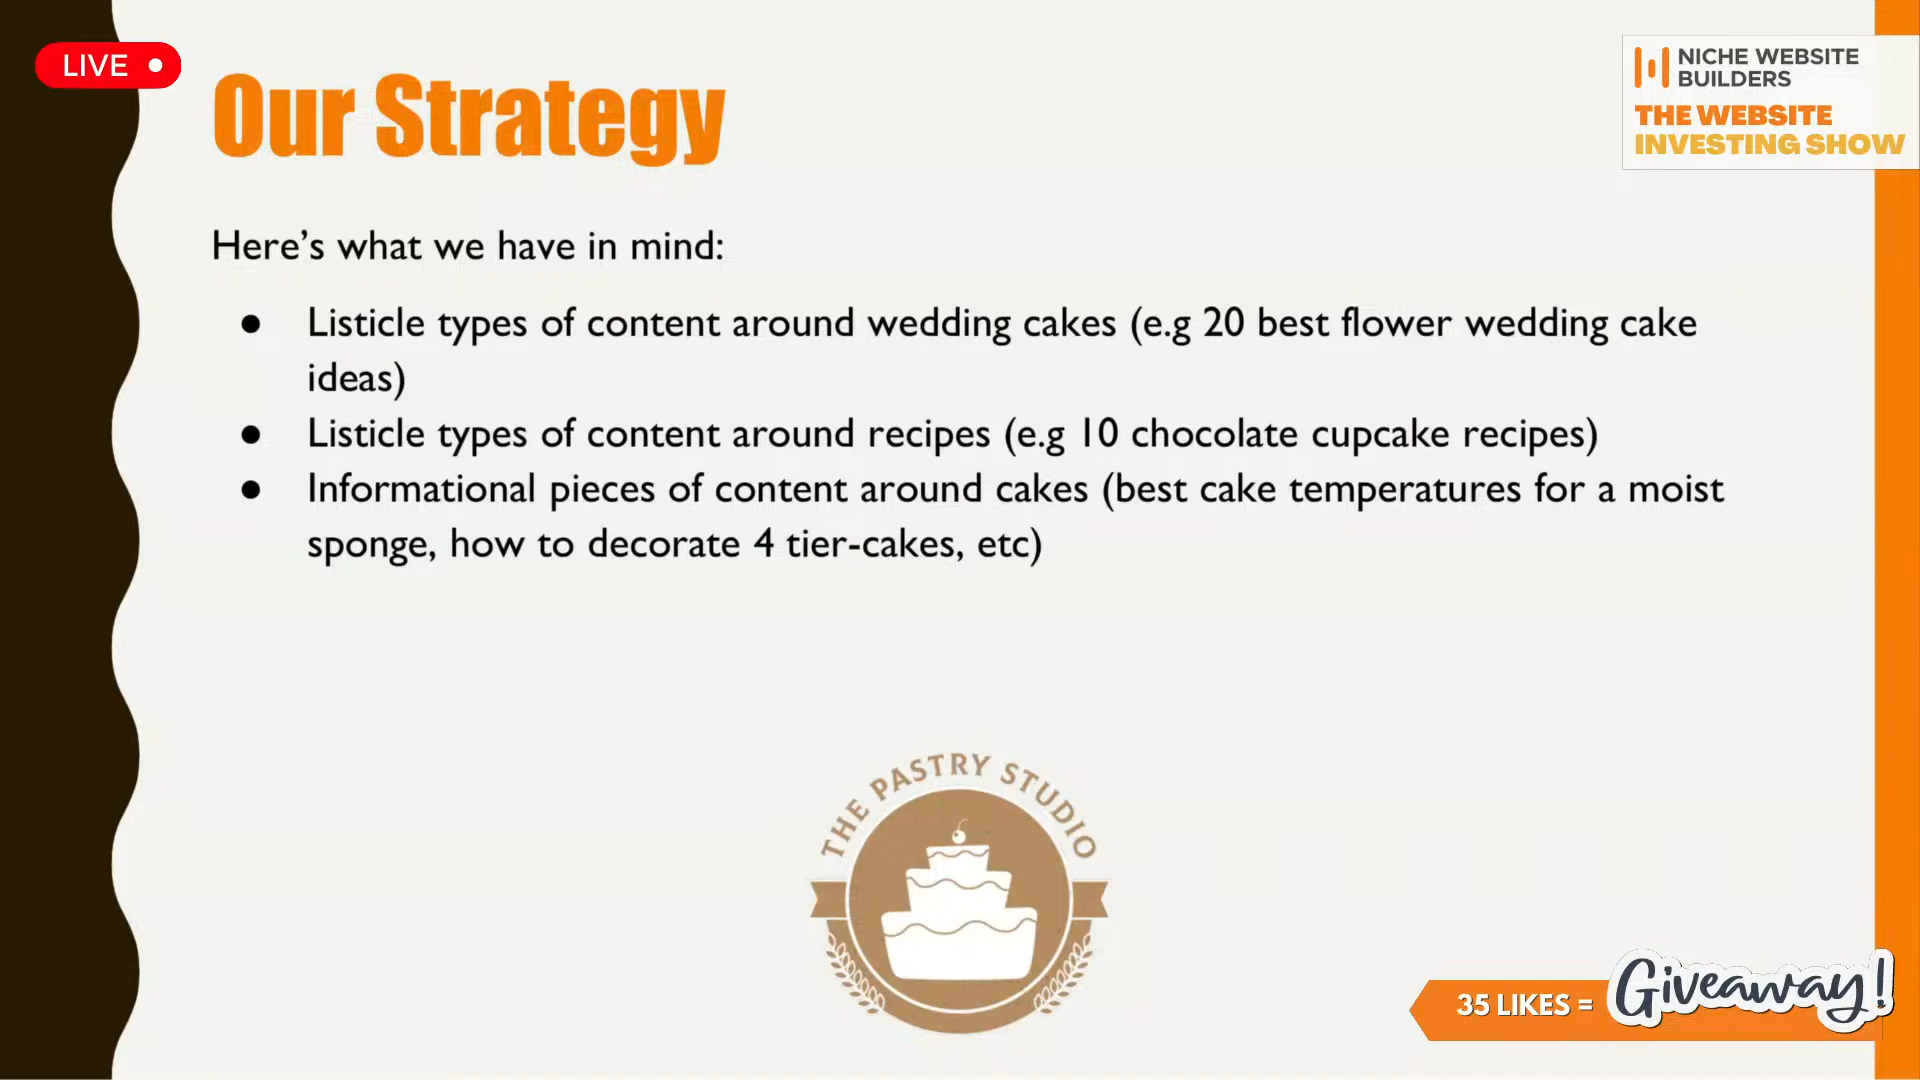 LIVE
NICHE WEBSITE
BUILDERS
THE WEBSITE
INVESTING SHOW
Our Strategy
Here’s what we have in mind:
● Listicle types of content around wedding cakes (e.g 20 best flower wedding cake
ideas)
● Listicle types of content around recipes (e.g 10 chocolate cupcake recipes)
● Informational pieces of content around cakes (best cake temperatures for a moist
sponge, how to decorate 4 tier-cakes, etc)
THE PASTRY STUDIO
35 LIKES = Giveaway!